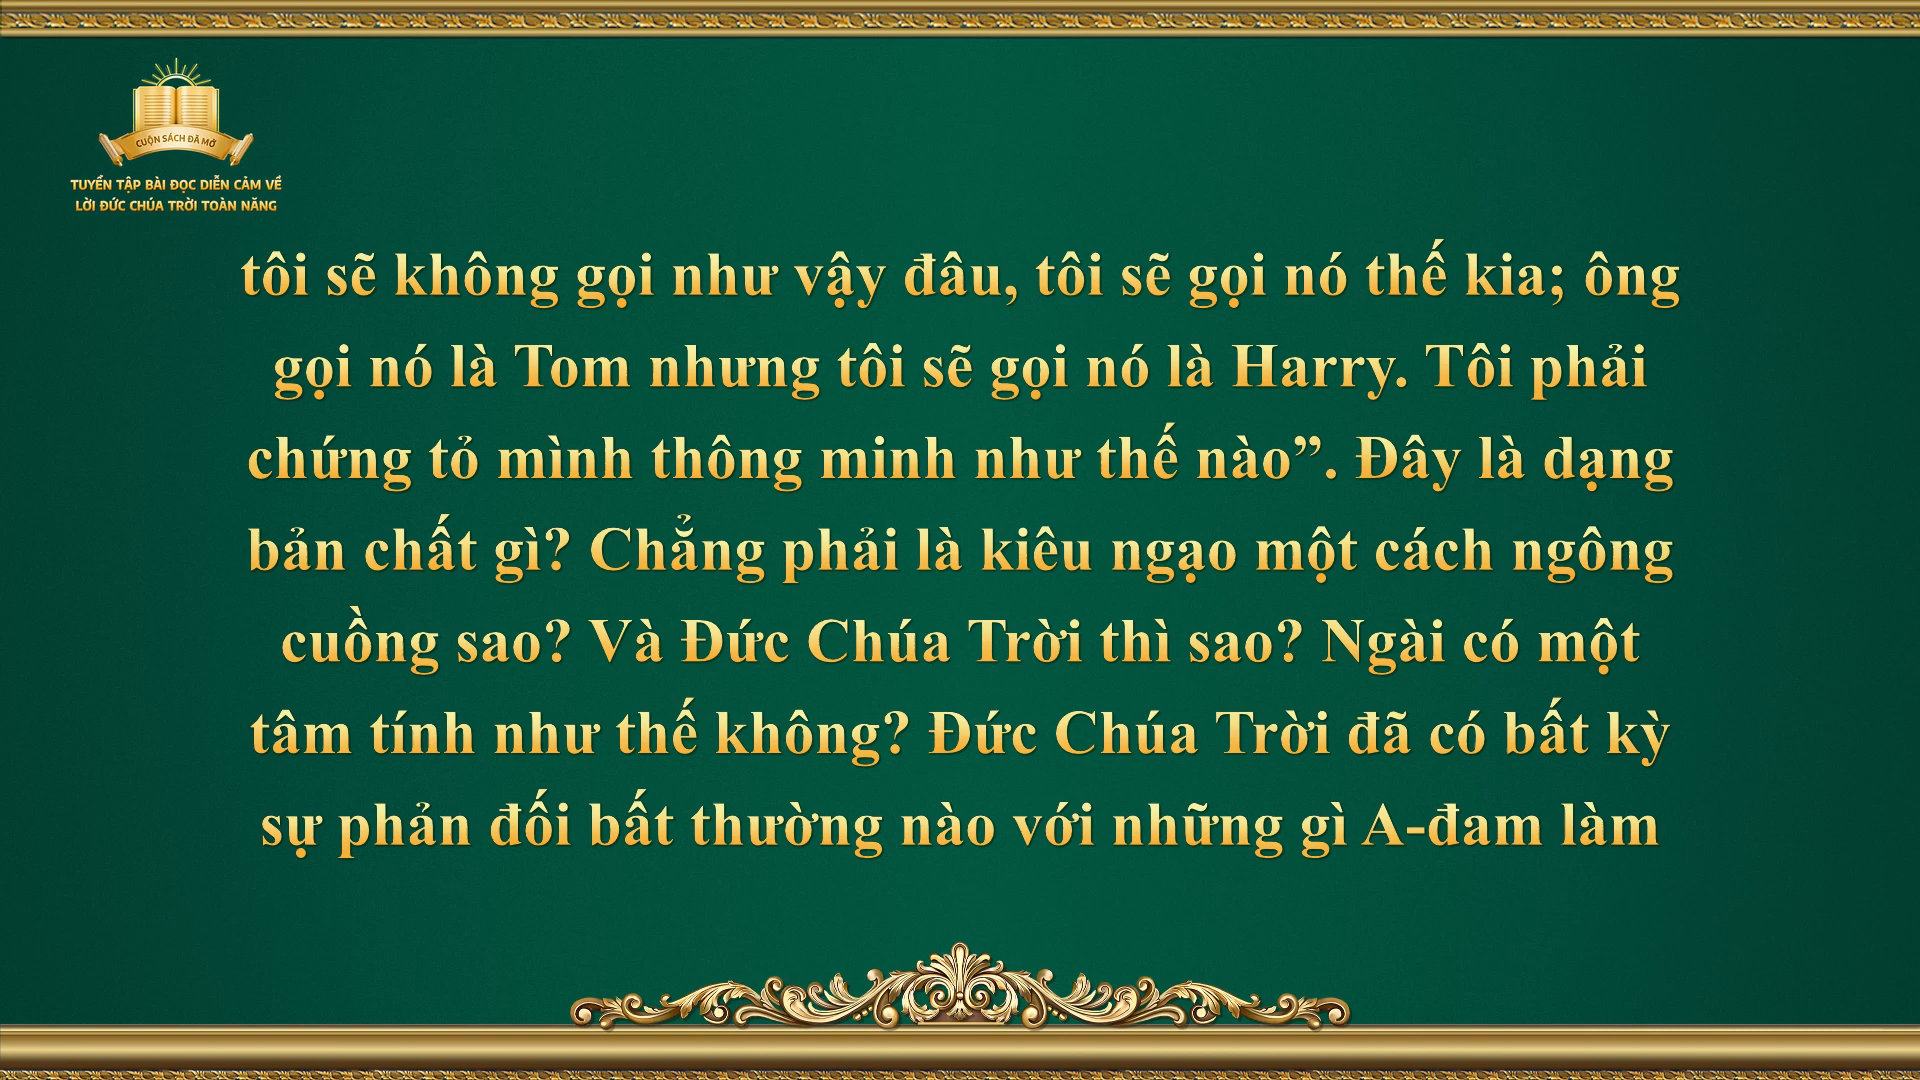 CUỘN SÁCH ĐÃ MỞ
TUYỂN TẬP BÀI ĐỌC DIỄN CẢM VỀ
LỜI ĐỨC CHÚA TRỜI TOÀN NĂNG
tôi sẽ không gọi như vậy đâu, tôi sẽ gọi nó thế kia; ông
gọi nó là Tom nhưng tôi sẽ gọi nó là Harry. Tôi phải
chứng tỏ mình thông minh như thế nào”. Đây là dạng
bản chất gì? Chẳng phải là kiêu ngạo một cách ngông
cuồng sao? Và Đức Chúa Trời thì sao? Ngài có một
tâm tính như thế không? Đức Chúa Trời đã có bất kỳ
sự phản đối bất thường nào với những gì A-đam làm